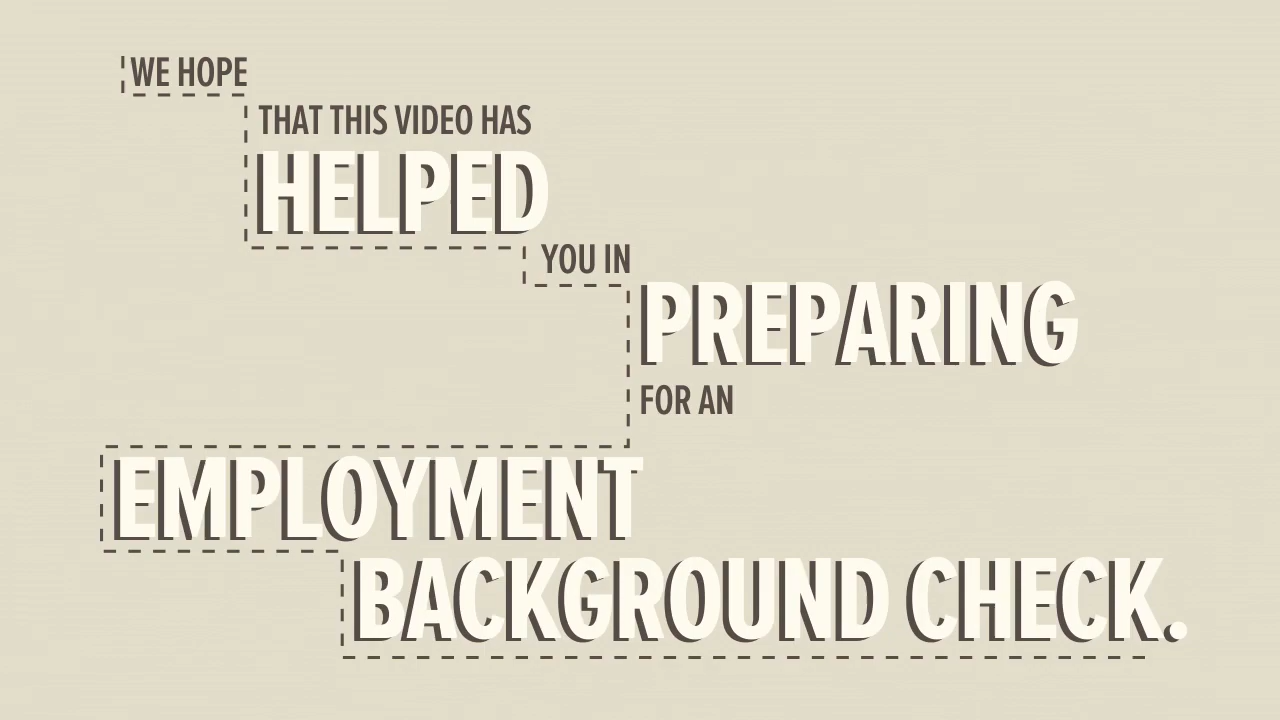 WE HOPE
THAT THIS VIDEO HAS
HELPED
YOU IN
PREPARING
FOR AN
EMPLOYMENT
BACKGROUND CHECK.